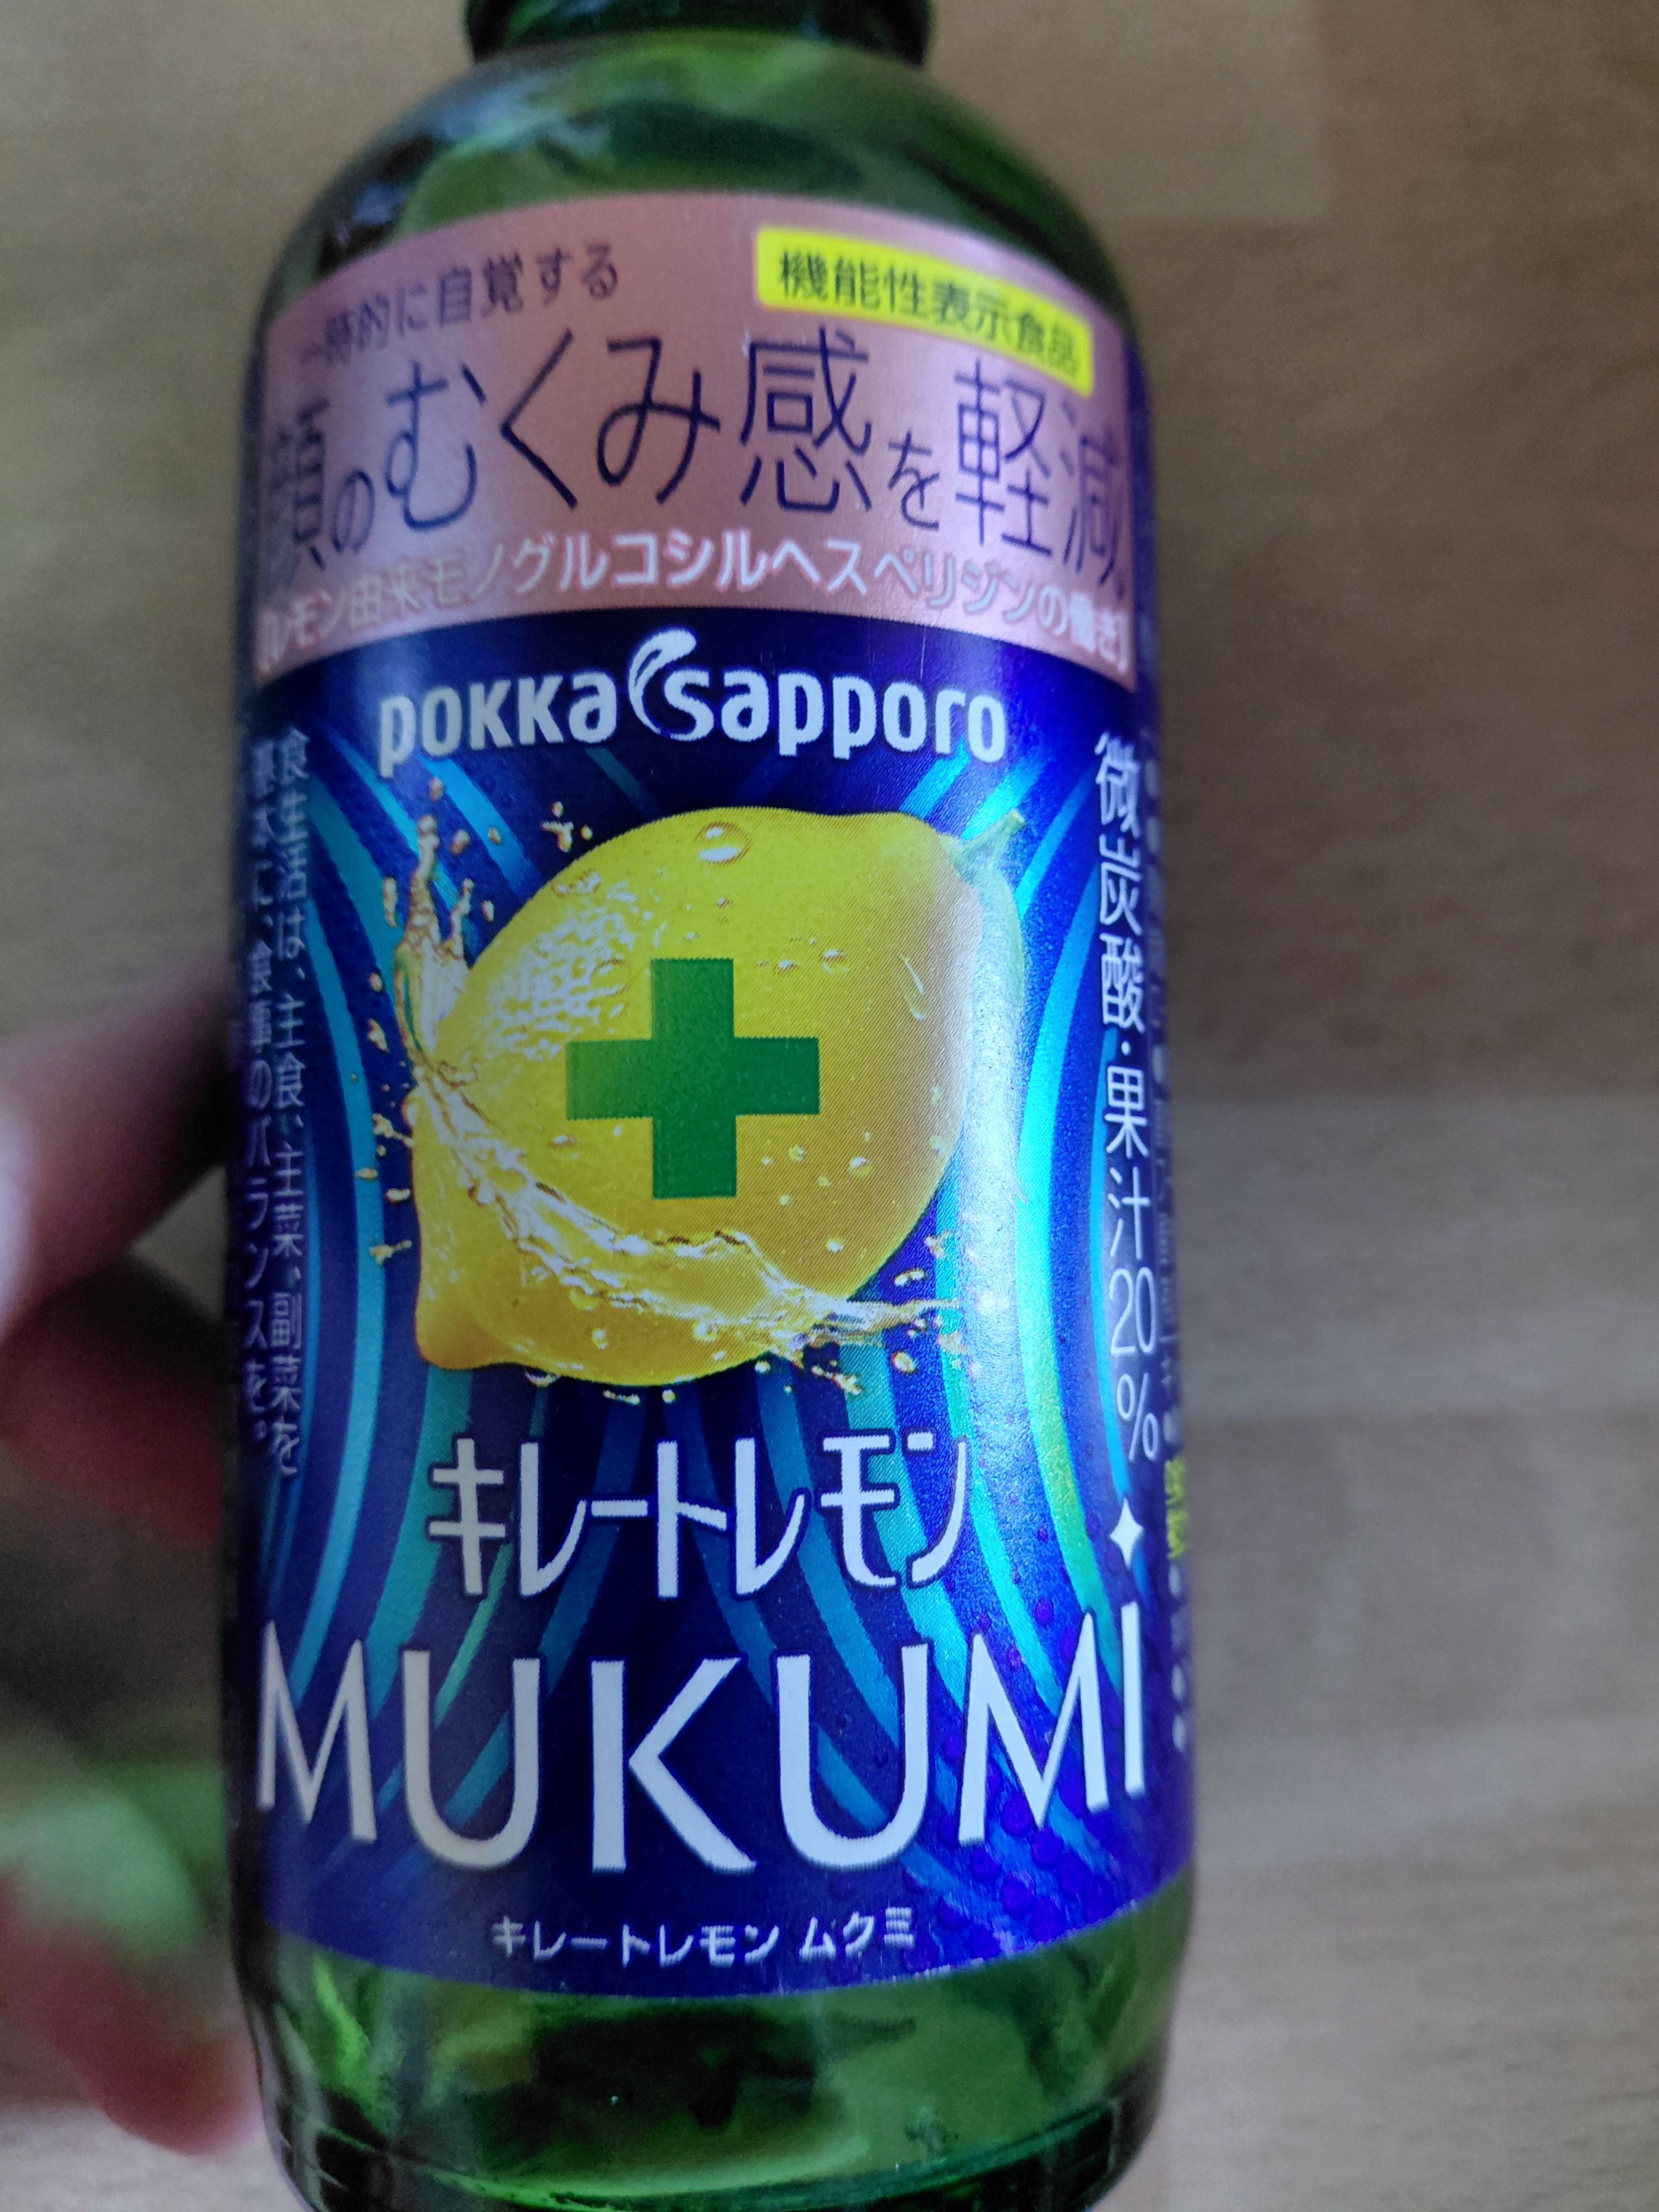 機能性表示食品
一時的に自覚する
顔のむくみ感を軽減。
(レモン由来モノグルコシルヘスペリジンの働き)
pokka sapporo
微炭酸・果汁20%
食生活は、主食、主菜、副菜を
基本に、食事のバランスを。
キレートレモン
MUKUMI
キレートレモン ムクミ